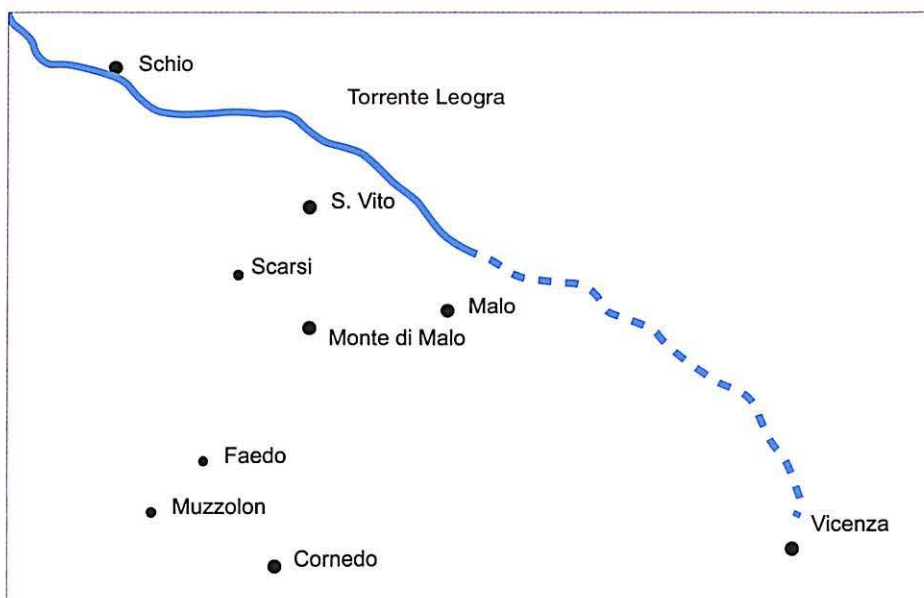 Schio
Torrente Leogra
S. Vito
Scarsi
Malo
Monte di Malo
Faedo
Muzzolon
Vicenza
Cornedo